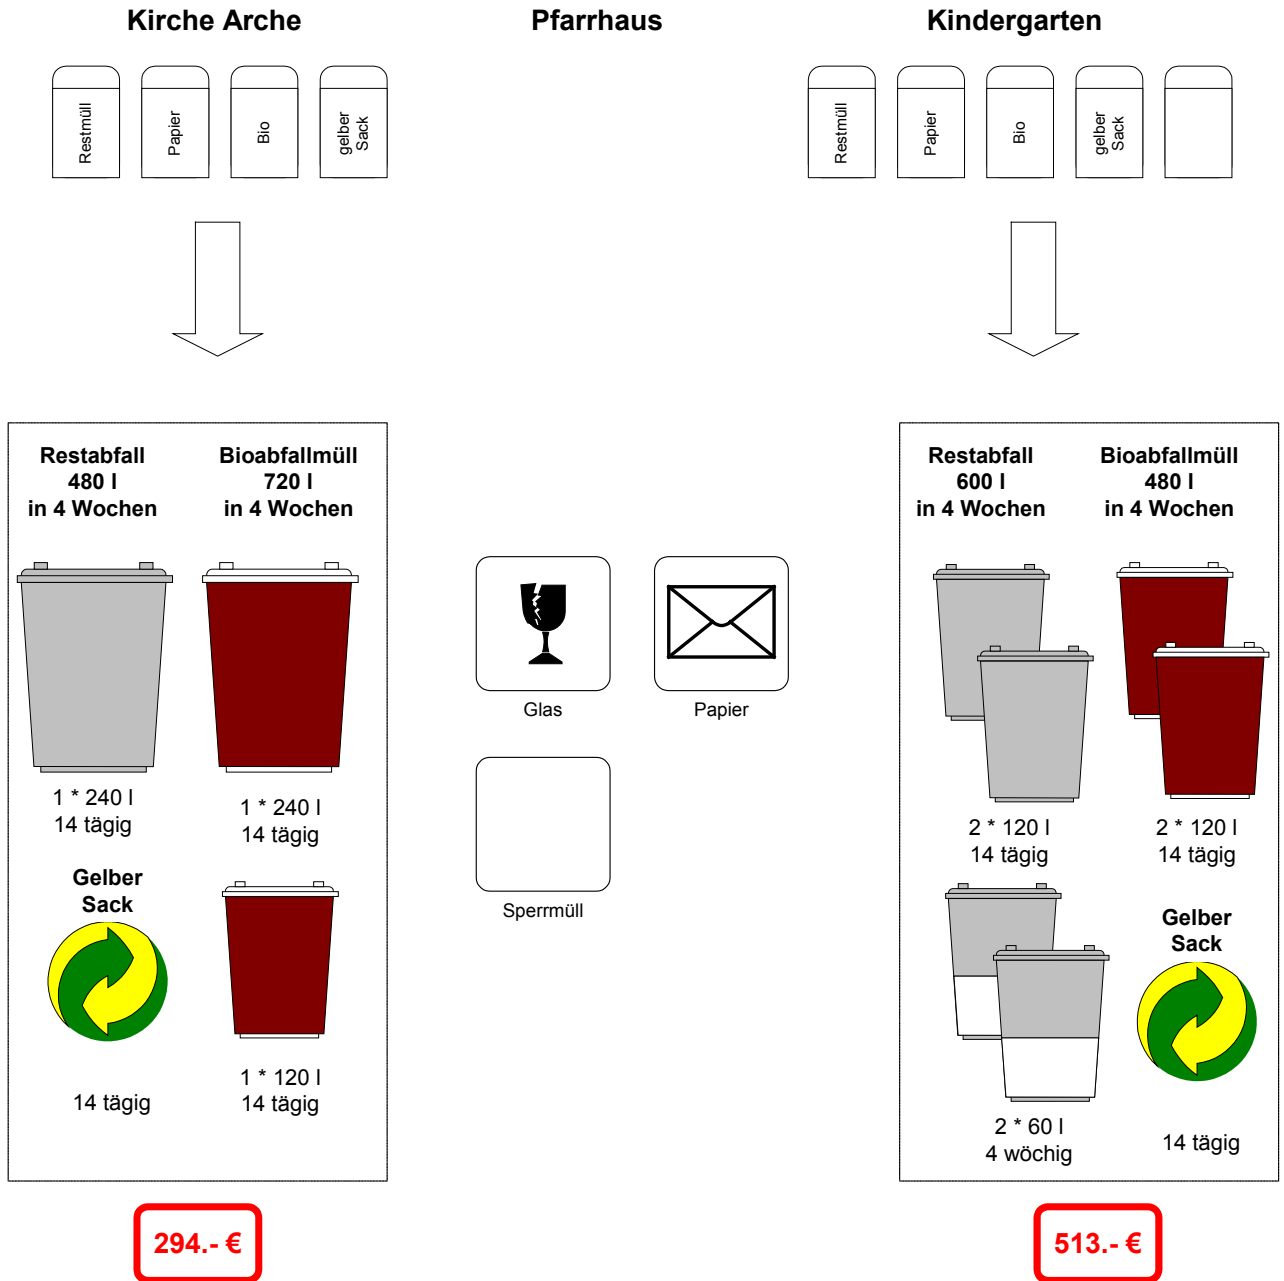 Kirche Arche
Pfarrhaus
Kindergarten
Restmüll
Papier
Bio
gelber
Sack
Restmüll
Papier
Bio
gelber
Sack
Restabfall
480 l
in 4 Wochen
Bioabfallmüll
720 l
in 4 Wochen
1 * 240 l
14 tägig
1 * 240 l
14 tägig
Gelber
Sack
14 tägig
1 * 120 l
14 tägig
294.- €
Glas
Papier
Sperrmüll
Restabfall
600 l
in 4 Wochen
Bioabfallmüll
480 l
in 4 Wochen
2 * 120 l
14 tägig
2 * 120 l
14 tägig
2 * 60 l
4 wöchig
Gelber
Sack
14 tägig
513.- €